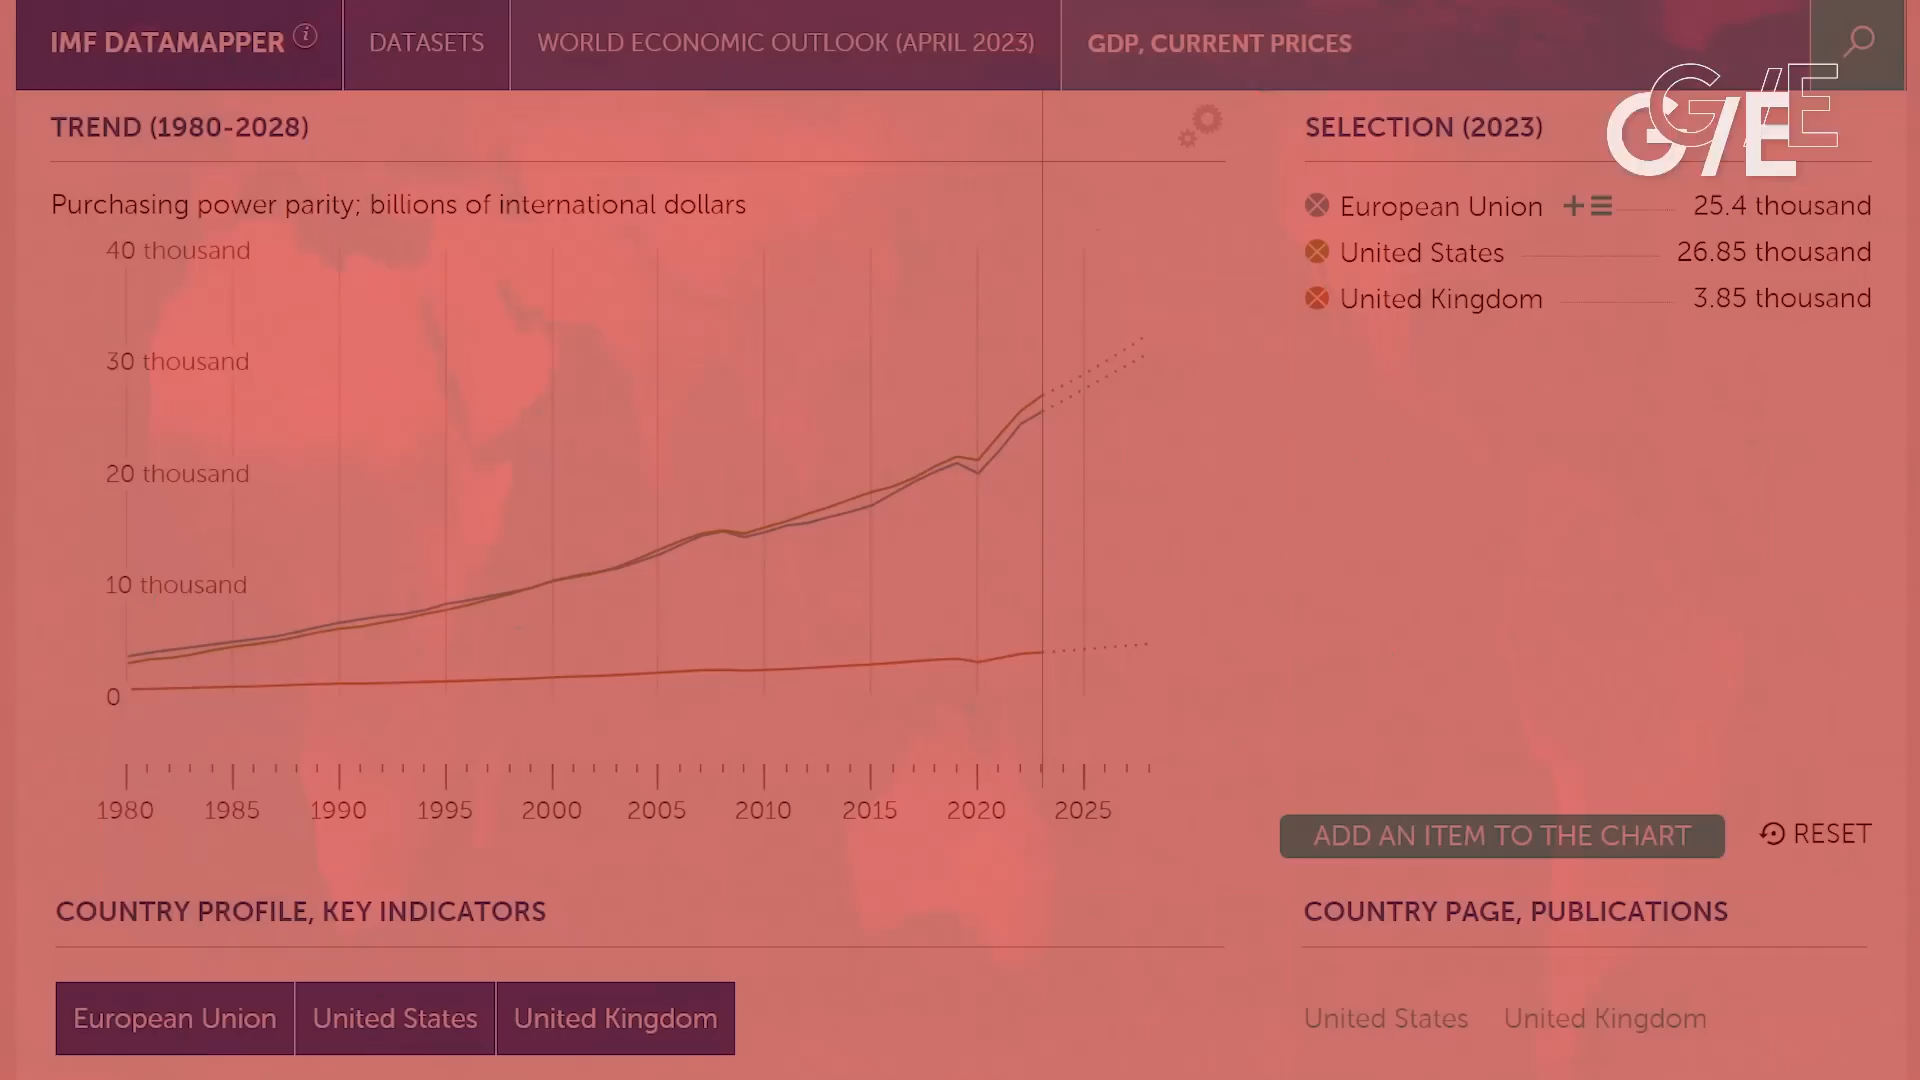 IMF DATAMAPPER i
DATASETS
WORLD ECONOMIC OUTLOOK (APRIL 2023)
GDP, CURRENT PRICES
G/E
G/E
TREND (1980-2028)
Purchasing power parity; billions of international dollars
40 thousand
30 thousand
20 thousand
10 thousand
0
1980 1985 1990 1995 2000 2005 2010 2015 2020 2025
SELECTION (2023)
European Union 25.4 thousand
United States 26.85 thousand
United Kingdom 3.85 thousand
ADD AN ITEM TO THE CHART
RESET
COUNTRY PROFILE, KEY INDICATORS
European Union United States United Kingdom
COUNTRY PAGE, PUBLICATIONS
United States United Kingdom